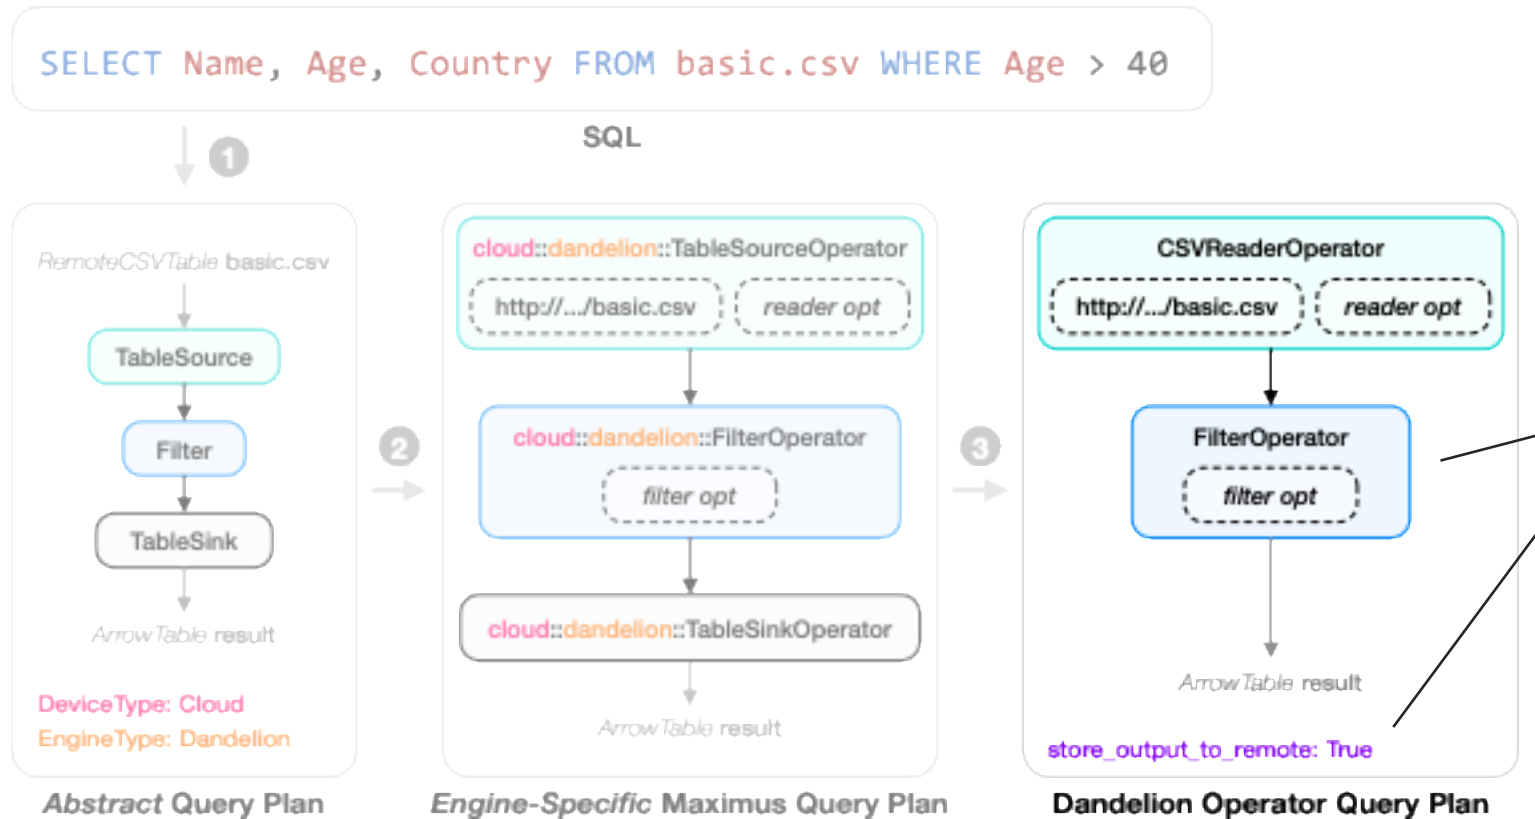 SELECT Name, Age, Country FROM basic.csv WHERE Age > 40
SQL
1
RemoteCSVTable basic.csv
TableSource
Filter
TableSink
ArrowTable result
DeviceType: Cloud
EngineType: Dandelion
Abstract Query Plan
2
cloud::dandelion::TableSourceOperator
http://.../basic.csv
reader opt
cloud::dandelion::FilterOperator
filter opt
cloud::dandelion::TableSinkOperator
ArrowTable result
Engine-Specific Maximus Query Plan
3
CSVReaderOperator
http://.../basic.csv
reader opt
FilterOperator
filter opt
ArrowTable result
store_output_to_remote: True
Dandelion Operator Query Plan